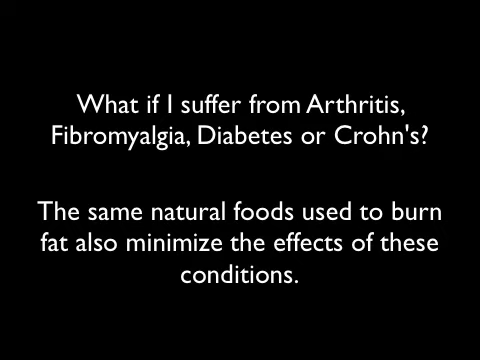 What if I suffer from Arthritis,
Fibromyalgia, Diabetes or Crohn's?
The same natural foods used to burn
fat also minimize the effects of these
conditions.